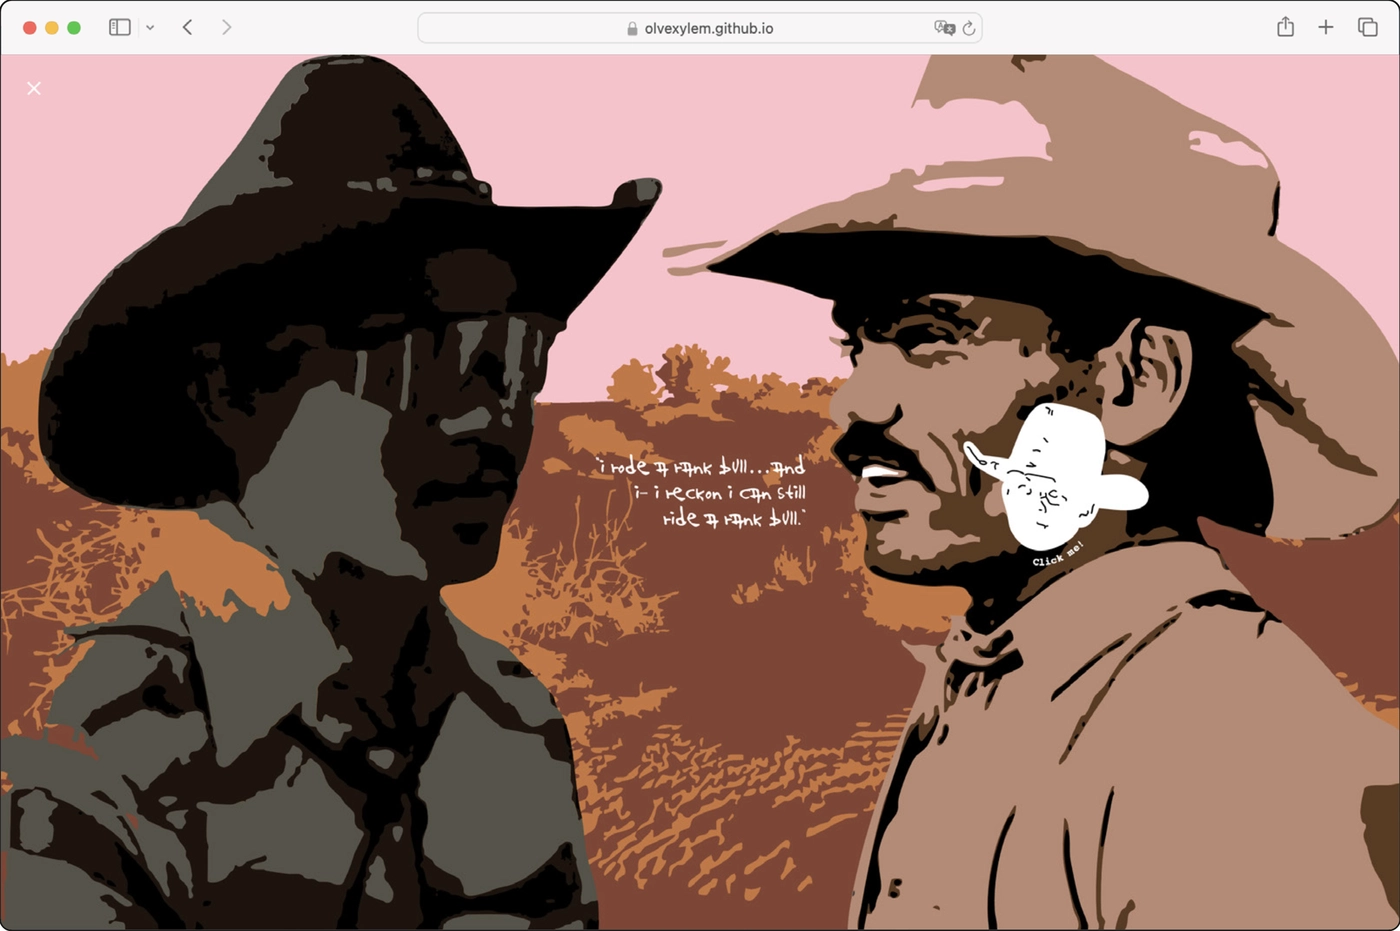 olvexylem.github.io
"i rode a rank bull...and
i- i reckon i can still
ride a rank bull."
Click me!